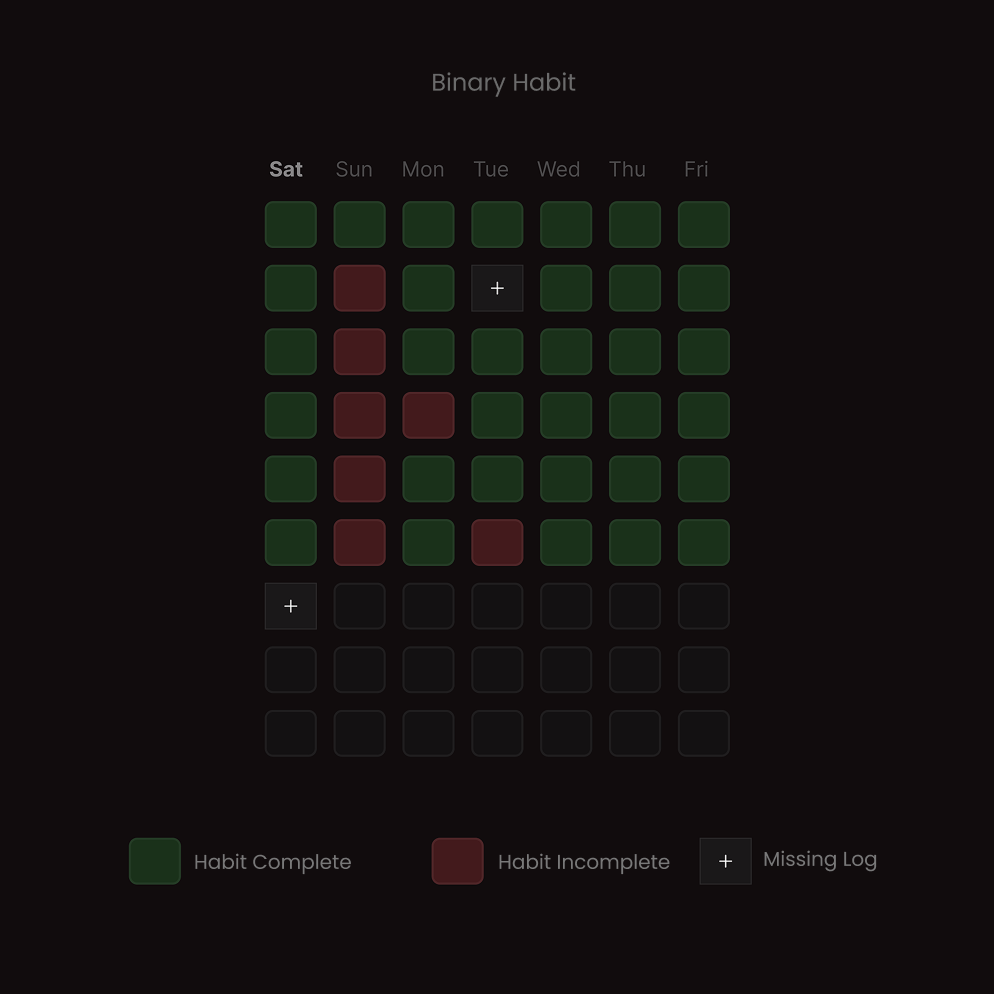 Binary Habit
Sat Sun Mon Tue Wed Thu Fri
+
+
Habit Complete Habit Incomplete + Missing Log